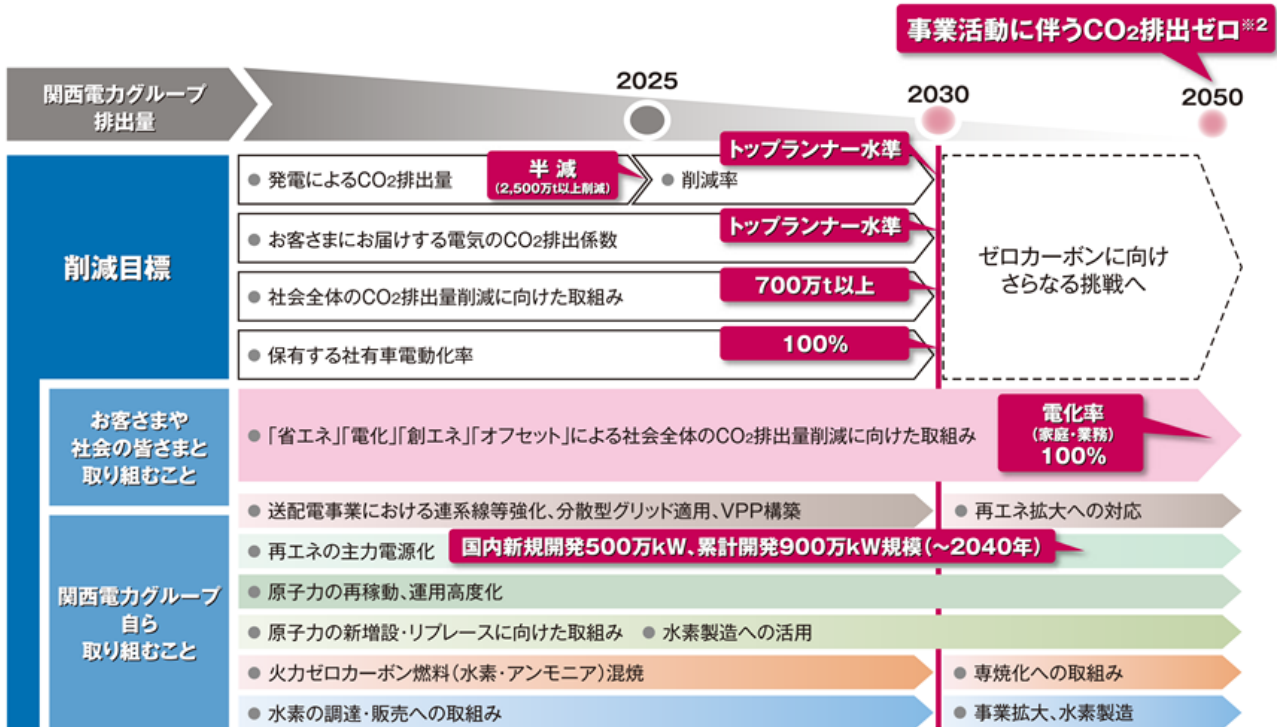 事業活動に伴うCO2排出ゼロ※2
関西電力グループ
排出量
2025
2030
2050
削減目標
● 発電によるCO2排出量
半減
(2,500万t以上削減)
● 削減率
トップランナー水準
● お客さまにお届けする電気のCO2排出係数
トップランナー水準
● 社会全体のCO2排出量削減に向けた取組み
700万t以上
● 保有する社有車電動化率
100%
ゼロカーボンに向け
さらなる挑戦へ
お客さまや
社会の皆さまと
取り組むこと
● 「省エネ」「電化」「創エネ」「オフセット」による社会全体のCO2排出量削減に向けた取組み
電化率
(家庭・業務)
100%
関西電力グループ
自ら
取り組むこと
● 送配電事業における連系線等強化、分散型グリッド適用、VPP構築
● 再エネ拡大への対応
● 再エネの主力電源化
国内新規開発500万kW、累計開発900万kW規模(~2040年)
● 原子力の再稼動、運用高度化
● 原子力の新増設・リプレースに向けた取組み
● 水素製造への活用
● 火力ゼロカーボン燃料(水素・アンモニア)混焼
● 専焼化への取組み
● 水素の調達・販売への取組み
● 事業拡大、水素製造